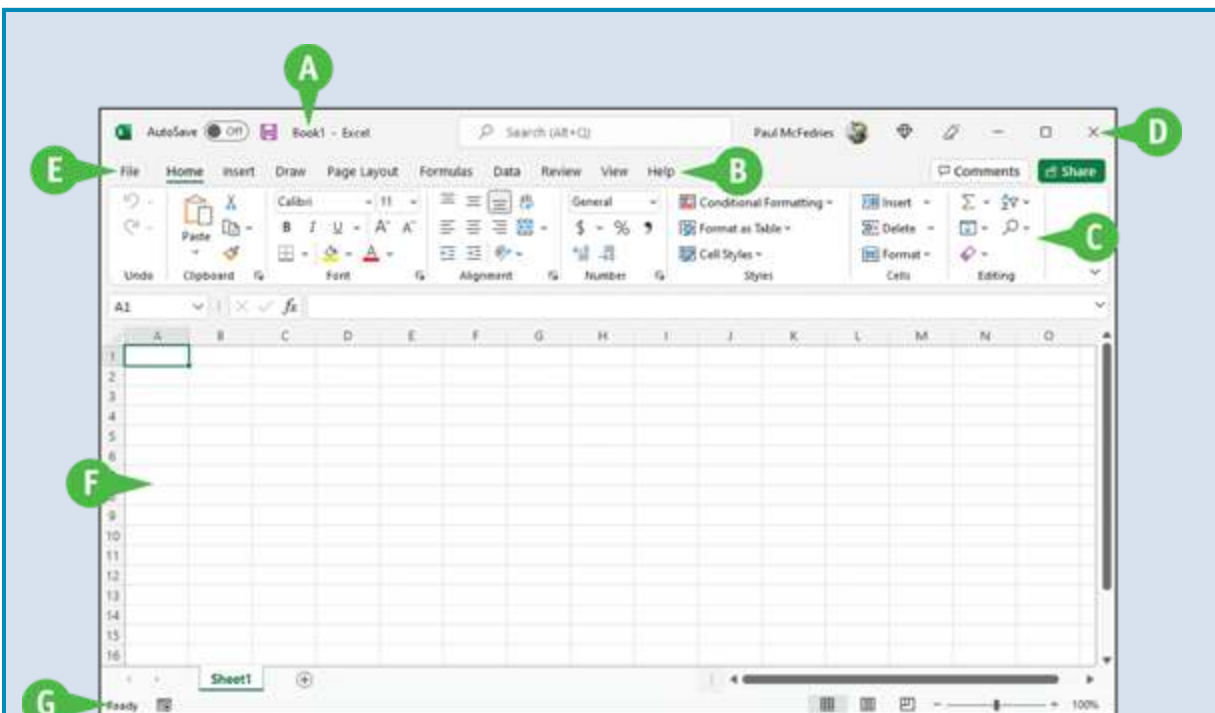 A
AutoSave Off Book1 - Excel Search (Alt+Q) Paul McFedries D
E File Home Insert Draw Page Layout Formulas Data Review View Help B Comments Share
Calibri 11 General Conditional Formatting Insert
Paste B I U A A A $ % Format as Table Delete C
Cell Styles Format
Undo Clipboard Font Alignment Number Styles Cells Editing
A1 fx
A B C D E F G H I J K L M N O
1
2
3
4
5
6
F
9
10
11
12
13
14
15
16
Sheet1
G Ready 100%